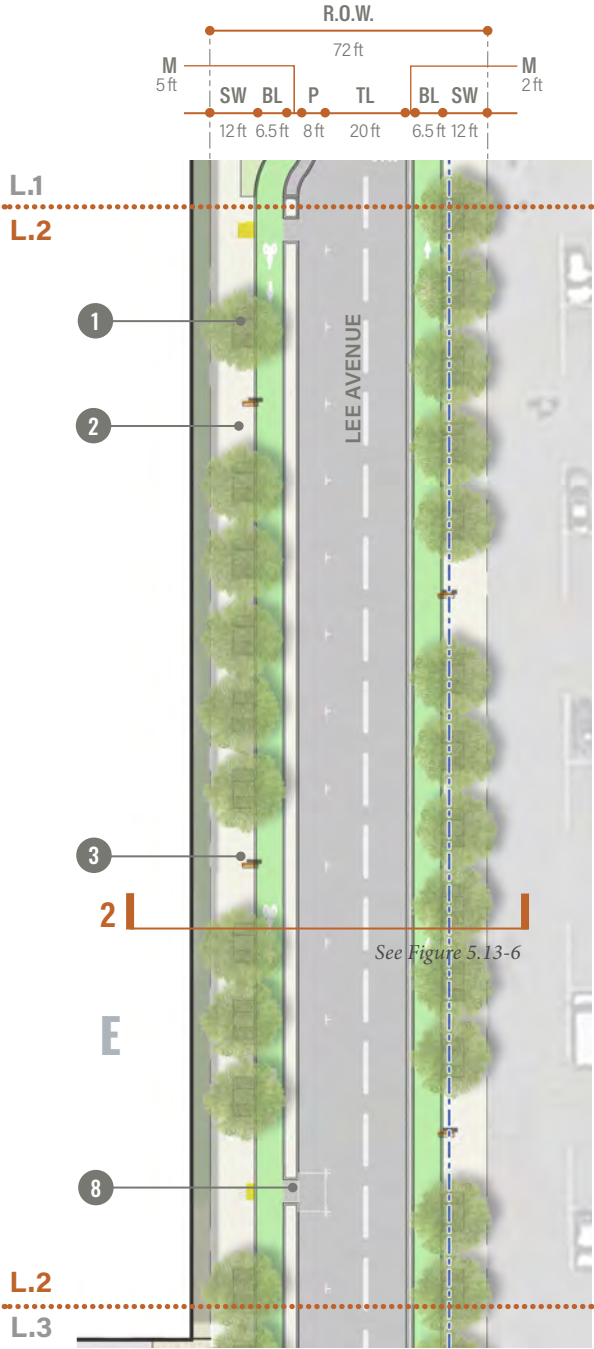 R.O.W.
72 ft
M
5 ft
M
2 ft
SW BL P TL BL SW
12 ft 6.5 ft 8 ft 20 ft 6.5 ft 12 ft
L.1
L.2
1
LEE AVENUE
2
3
2
See Figure 5.13-6
E
8
L.2
L.3